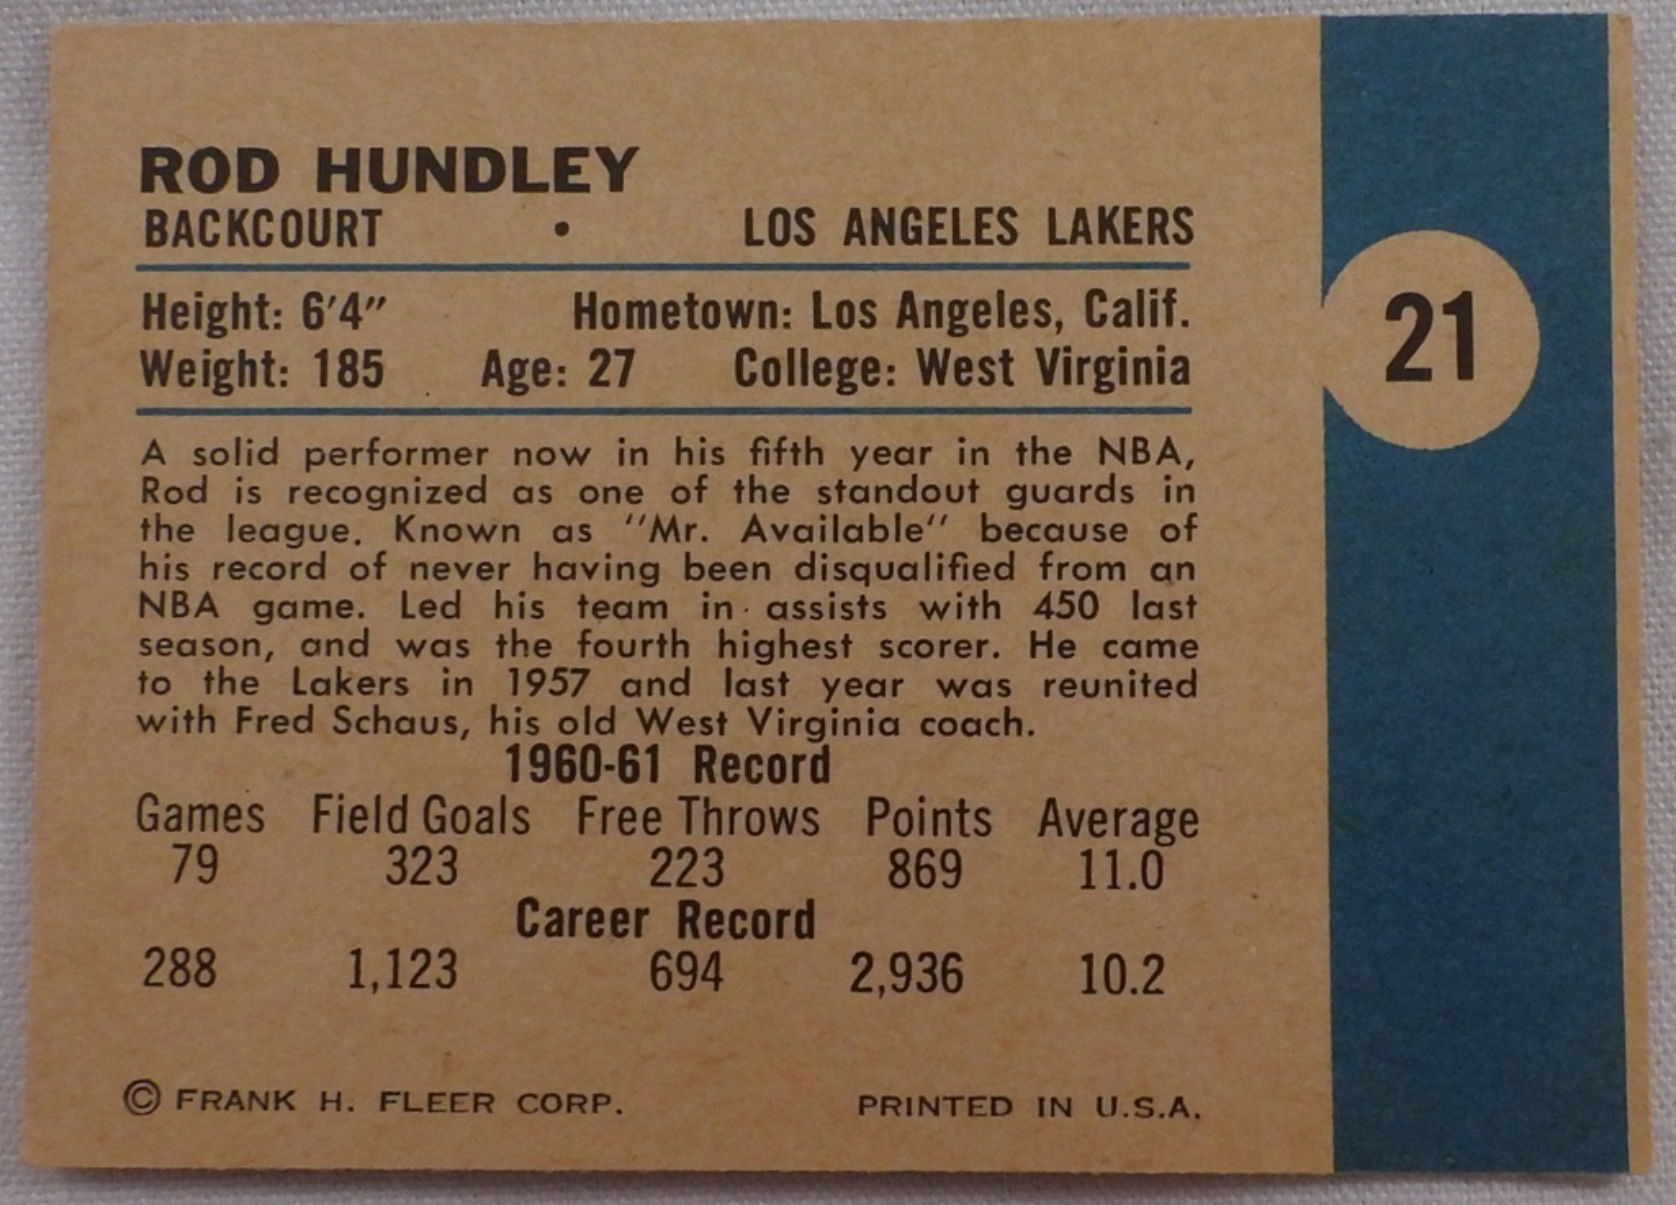 ROD HUNDLEY
BACKCOURT • LOS ANGELES LAKERS
Height: 6'4" Hometown: Los Angeles, Calif.
Weight: 185 Age: 27 College: West Virginia
21
A solid performer now in his fifth year in the NBA,
Rod is recognized as one of the standout guards in
the league. Known as "Mr. Available" because of
his record of never having been disqualified from an
NBA game. Led his team in assists with 450 last
season, and was the fourth highest scorer. He came
to the Lakers in 1957 and last year was reunited
with Fred Schaus, his old West Virginia coach.
1960-61 Record
Games Field Goals Free Throws Points Average
79 323 223 869 11.0
Career Record
288 1,123 694 2,936 10.2
© FRANK H. FLEER CORP. PRINTED IN U.S.A.